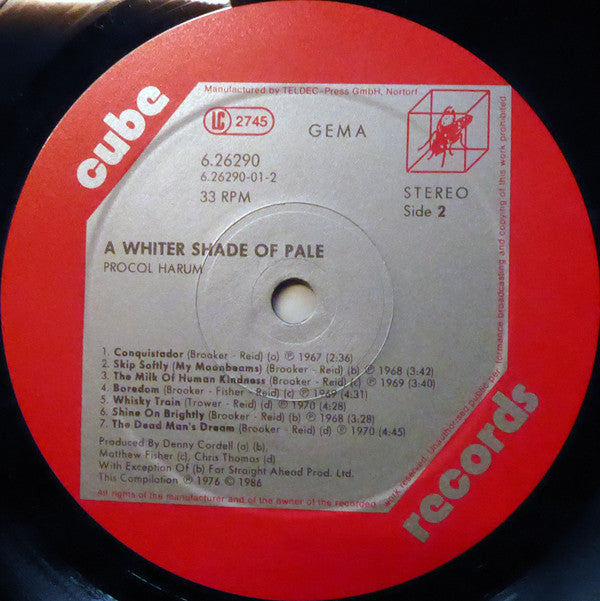 cube
Manufactured by TELDEC-Press GmbH, Nortorf
LC 2745
GEMA
6.26290
6.26290-01-2
33 RPM
STEREO
Side 2
A WHITER SHADE OF PALE
PROCOL HARUM
1. Conquistador (Brooker - Reid) (a) ℗ 1967 (2:36)
2. Skip Softly (My Moonbeams) (Brooker - Reid) (b) ℗ 1968 (3:42)
3. The Milk Of Human Kindness (Brooker - Reid) (c) ℗ 1969 (3:40)
4. Boredom (Brooker - Fisher - Reid) (c) ℗ 1969 (4:31)
5. Whisky Train (Trower - Reid) (d) ℗ 1970 (4:28)
6. Shine On Brightly (Brooker - Reid) (b) ℗ 1968 (3:28)
7. The Dead Man's Dream (Brooker - Reid) (d) ℗ 1970 (4:45)
Produced By Denny Cordell (a) (b).
Matthew Fisher (c), Chris Thomas (d)
With Exception Of (b) For Straight Ahead Prod. Ltd.
This Compilation ℗ 1976 © 1986
All rights of the manufacturer and of the owner of the recorded work reserved. Unauthorised public performance broadcasting and copying of this work prohibited
records